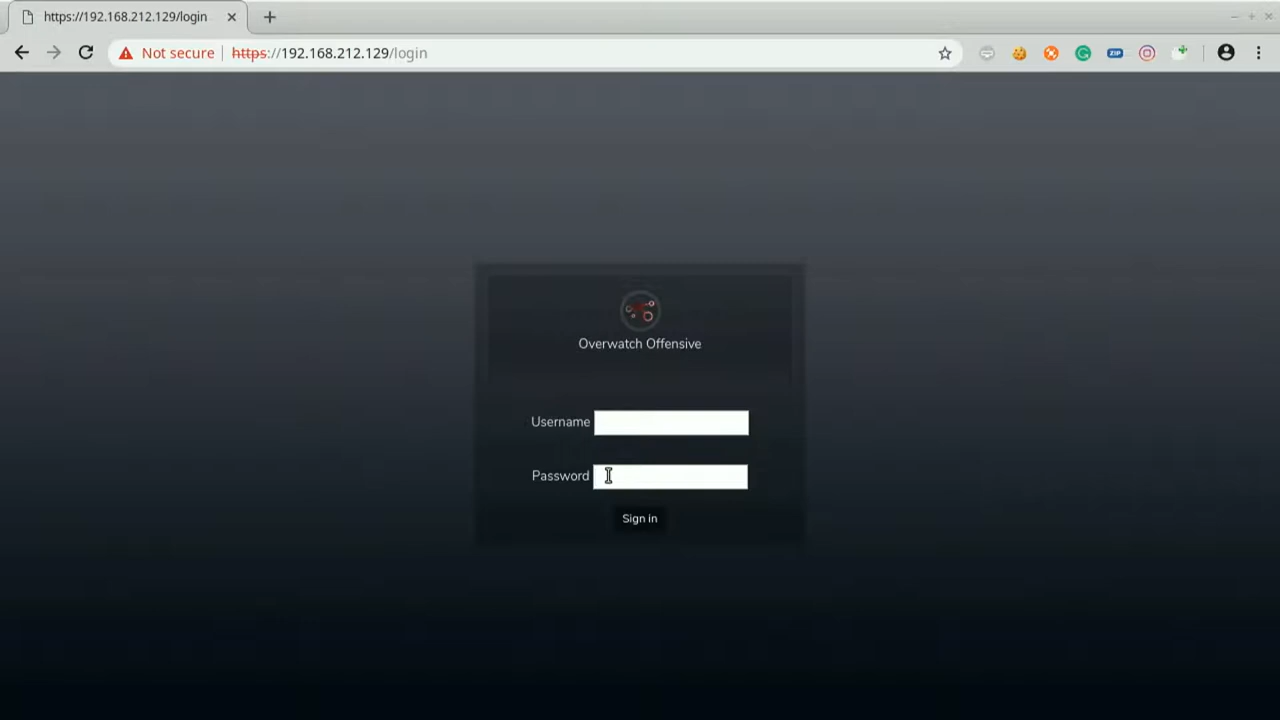 https://192.168.212.129/login
Not secure
https://192.168.212.129/login
ZIP
Overwatch Offensive
Username
Password
Sign in